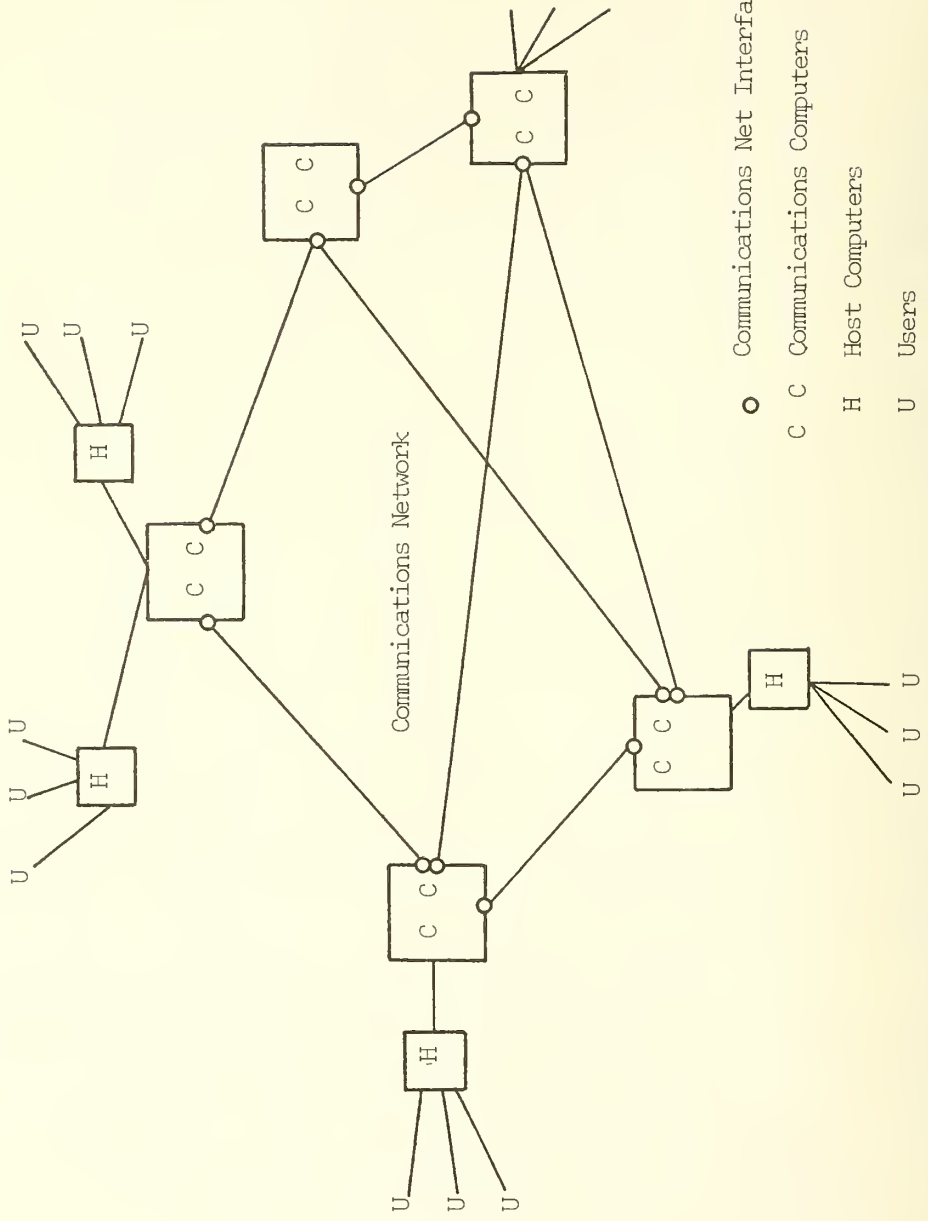 U U U U
U
H H
U
C C
C C
Communications Network
U
H C C
U
U C C
C C
H
Communications Net Interfa
C C Communications Computers
H Host Computers
U U U U Users